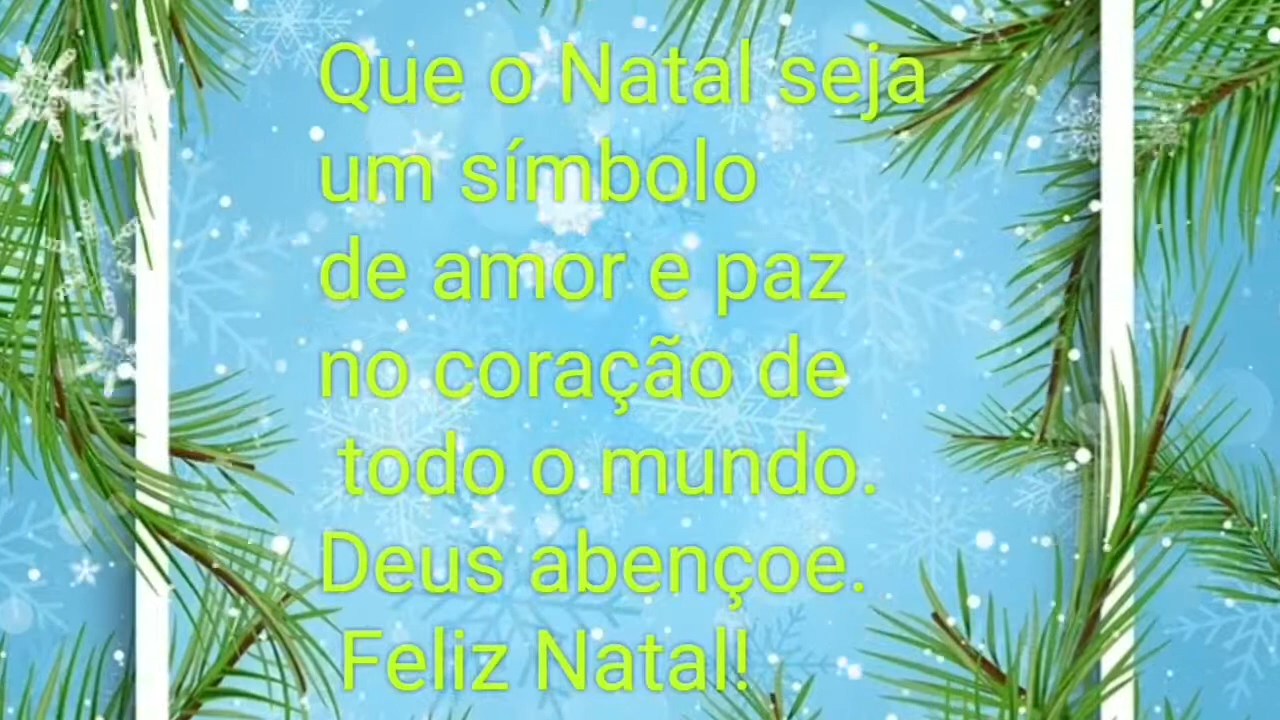 Que o Natal seja
um símbolo
de amor e paz
no coração de
todo o mundo.
Deus abençoe.
Feliz Natal!